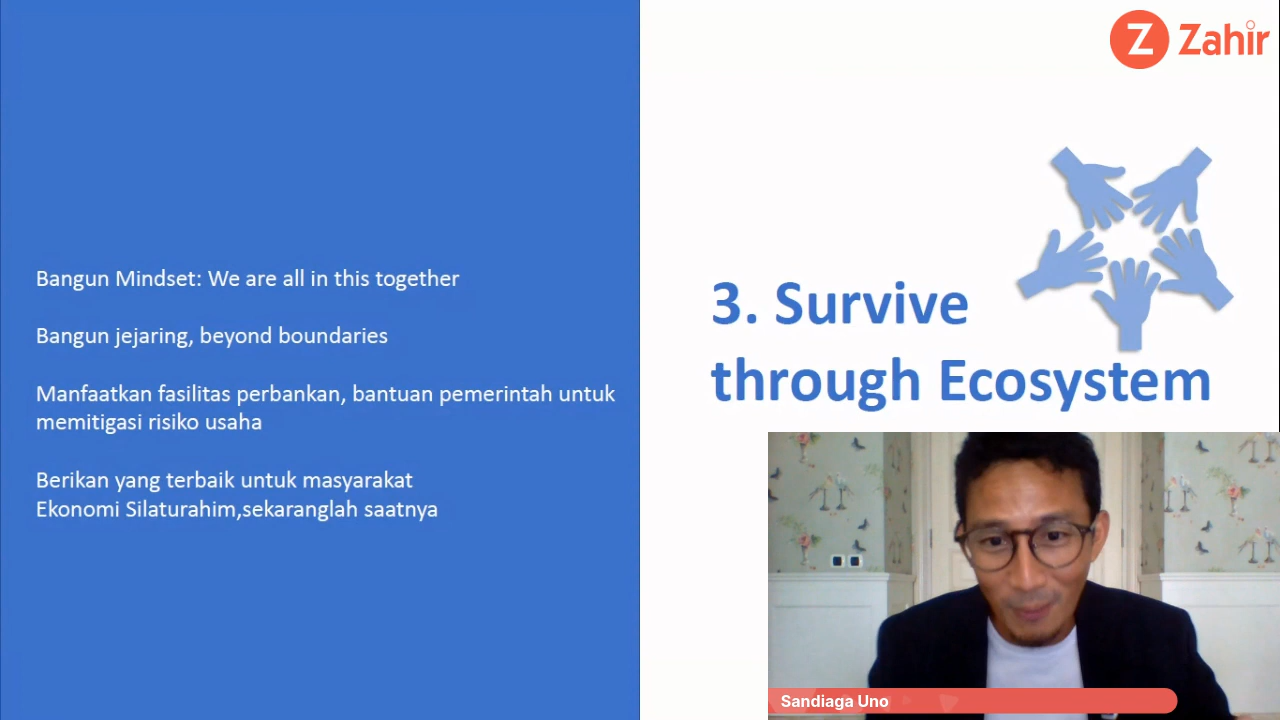 Bangun Mindset: We are all in this together
Bangun jejaring, beyond boundaries
Manfaatkan fasilitas perbankan, bantuan pemerintah untuk
memitigasi risiko usaha
Berikan yang terbaik untuk masyarakat
Ekonomi Silaturahim,sekaranglah saatnya
Z Zahir
3. Survive
through Ecosystem
Sandiaga Uno